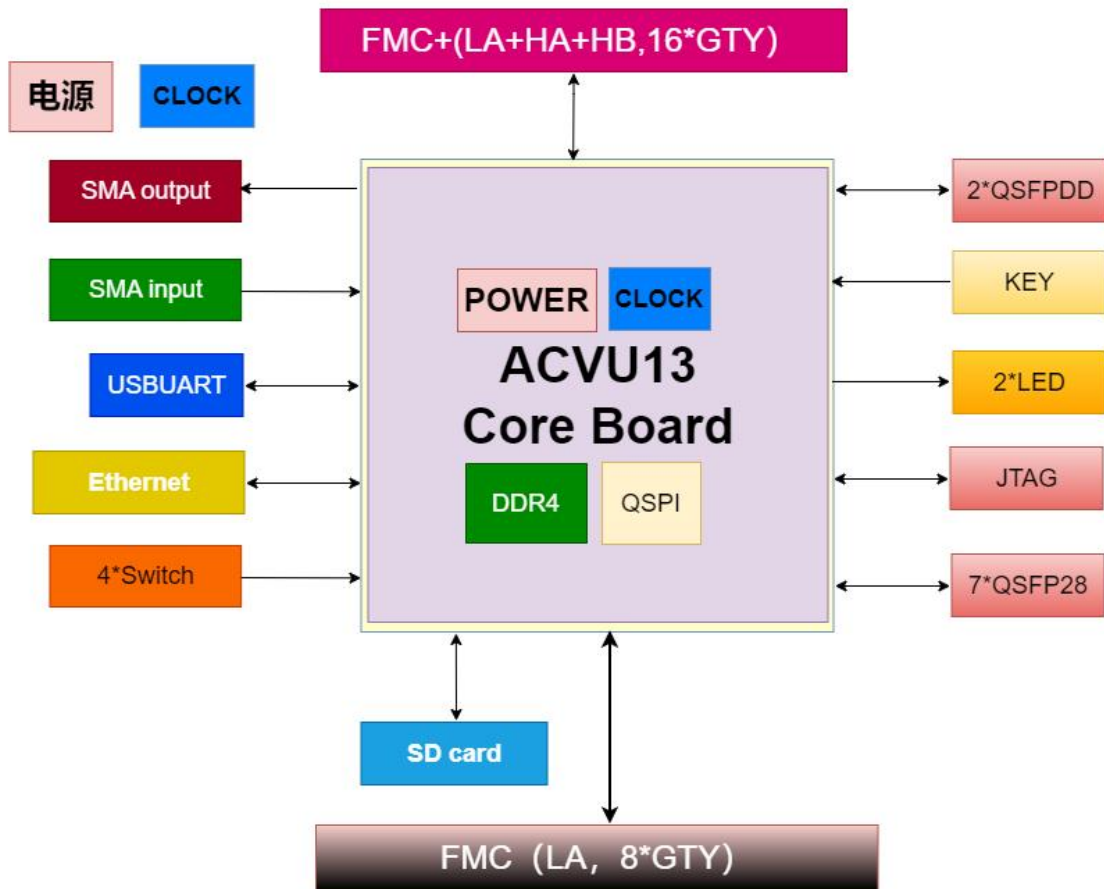 FMC+(LA+HA+HB,16*GTY)
电源
CLOCK
SMA output
2*QSFPDD
SMA input
KEY
POWER
CLOCK
ACVU13
Core Board
USBUART
2*LED
Ethernet
DDR4
QSPI
JTAG
4*Switch
7*QSFP28
SD card
FMC（LA，8*GTY）